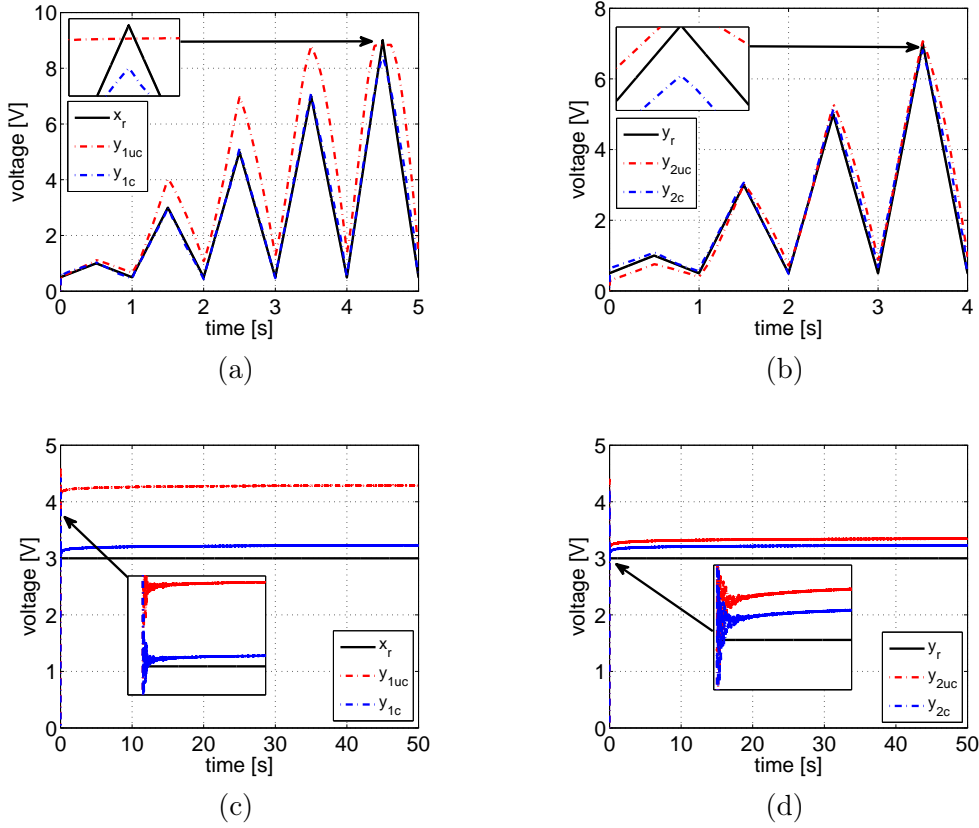 10
8
6
4
2
0
voltage [V]
x_r
y_1uc
y_1c
0 1 2 3 4 5
time [s]
(a)
8
6
4
2
0
voltage [V]
y_r
y_2uc
y_2c
0 1 2 3 4
time [s]
(b)
5
4
3
2
1
0
voltage [V]
x_r
y_1uc
y_1c
0 10 20 30 40 50
time [s]
(c)
5
4
3
2
1
0
voltage [V]
y_r
y_2uc
y_2c
0 10 20 30 40 50
time [s]
(d)